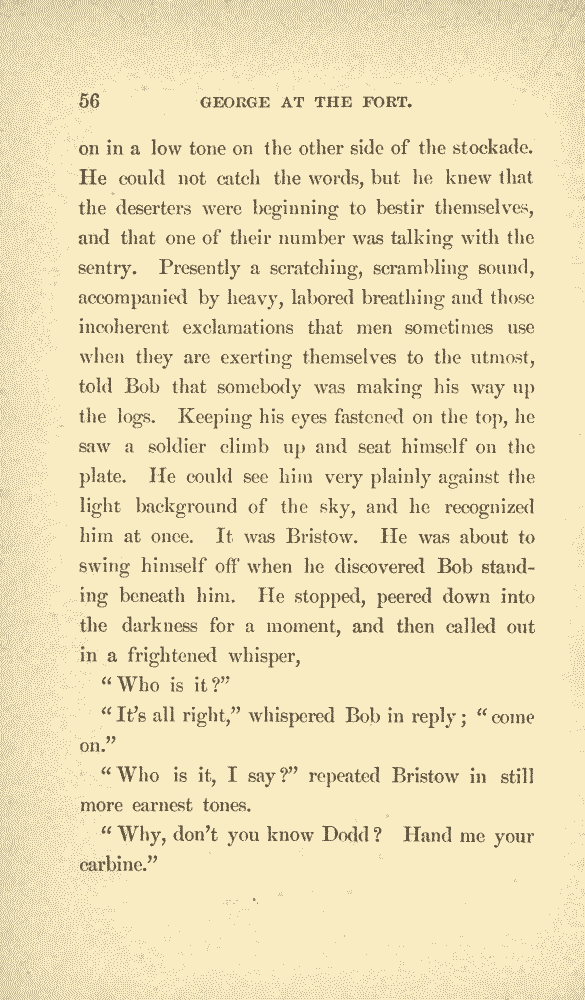 56 GEORGE AT THE FORT.
on in a low tone on the other side of the stockade.
He could not catch the words, but he knew that
the deserters were beginning to bestir themselves,
and that one of their number was talking with the
sentry. Presently a scratching, scrambling sound,
accompanied by heavy, labored breathing and those
incoherent exclamations that men sometimes use
when they are exerting themselves to the utmost,
told Bob that somebody was making his way up
the logs. Keeping his eyes fastened on the top, he
saw a soldier climb up and seat himself on the
plate. He could see him very plainly against the
light background of the sky, and he recognized
him at once. It was Bristow. He was about to
swing himself off when he discovered Bob stand-
ing beneath him. He stopped, peered down into
the darkness for a moment, and then called out
in a frightened whisper,
“Who is it?”
“It’s all right,” whispered Bob in reply; “come
on.”
“Who is it, I say?” repeated Bristow in still
more earnest tones.
“Why, don’t you know Dodd? Hand me your
carbine.”